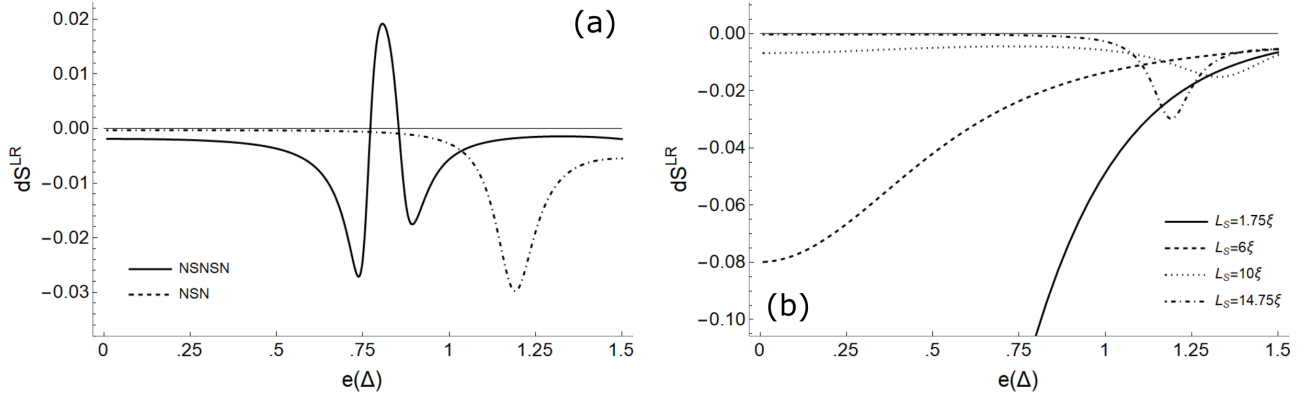 (a)
0.02
0.01
0.00
−0.01
−0.02
−0.03
dS^LR
NSNSN
NSN
0 .25 .5 .75 1 1.25 1.5
e(Δ)
0.00
−0.02
−0.04
−0.06
−0.08
−0.10
dS^LR
L_S=1.75ξ
L_S=6ξ
L_S=10ξ
L_S=14.75ξ
(b)
0 .25 .5 .75 1 1.25 1.5
e(Δ)